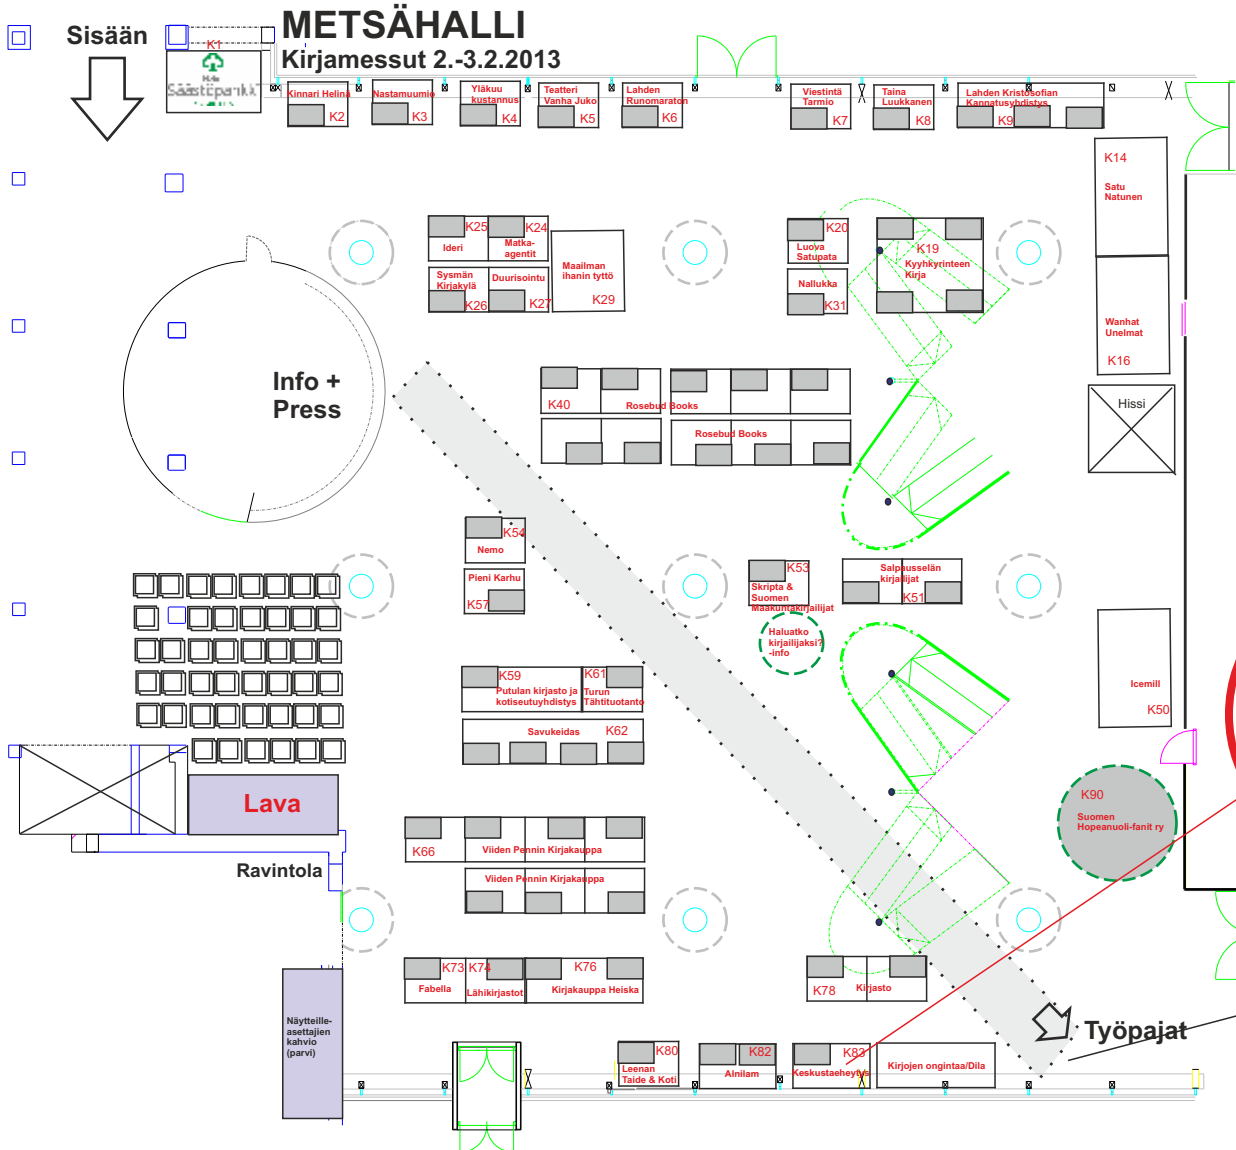 METSÄHALLI
Kirjamessut 2.-3.2.2013
Sisään
K1
Säästöpankki
Kinnari Helinä
K2
Nastamuumio
K3
Yläkuu
kustannus
K4
Teatteri
Vanha Juko
K5
Lahden
Runomaraton
K6
Viestintä
Tarmio
K7
Taina
Luukkanen
K8
Lahden Kristosofian
Kannatusyhdistys
K9
K14
Satu
Natunen
K25
Ideri
K24
Matka-
agentit
Sysmän
Kirjakylä
K26
Duurisointu
K27
Maailman
ihanin tyttö
K29
K20
Luova
Satupata
Nallukka
K31
K19
Kyyhkyrinteen
Kirja
Wanhat
Unelmat
K16
Hissi
Info +
Press
K40
Rosebud Books
Rosebud Books
K54
Nemo
Pieni Karhu
K57
K53
Skripta &
Suomen
Maakuntakirjailijat
Salpausselän
kirjailijat
K51
Haluatko
kirjailijaksi?
-info
K59
Putulan kirjasto ja
kotiseutuyhdistys
K61
Turun
Tähtituotanto
Savukeidas
K62
Icemill
K50
Lava
K90
Suomen
Hopeanuoli-fanit ry
Ravintola
K66
Viiden Pennin Kirjakauppa
Viiden Pennin Kirjakauppa
K73
Fabella
K74
Lähikirjastot
K76
Kirjakauppa Heiska
K78
Kirjasto
Näytteille-
asettajien
kahvio
(parvi)
Työpajat
K80
Leenan
Taide & Koti
K82
Alnilam
K83
Keskustaeheytys
Kirjojen ongintaa/Dila